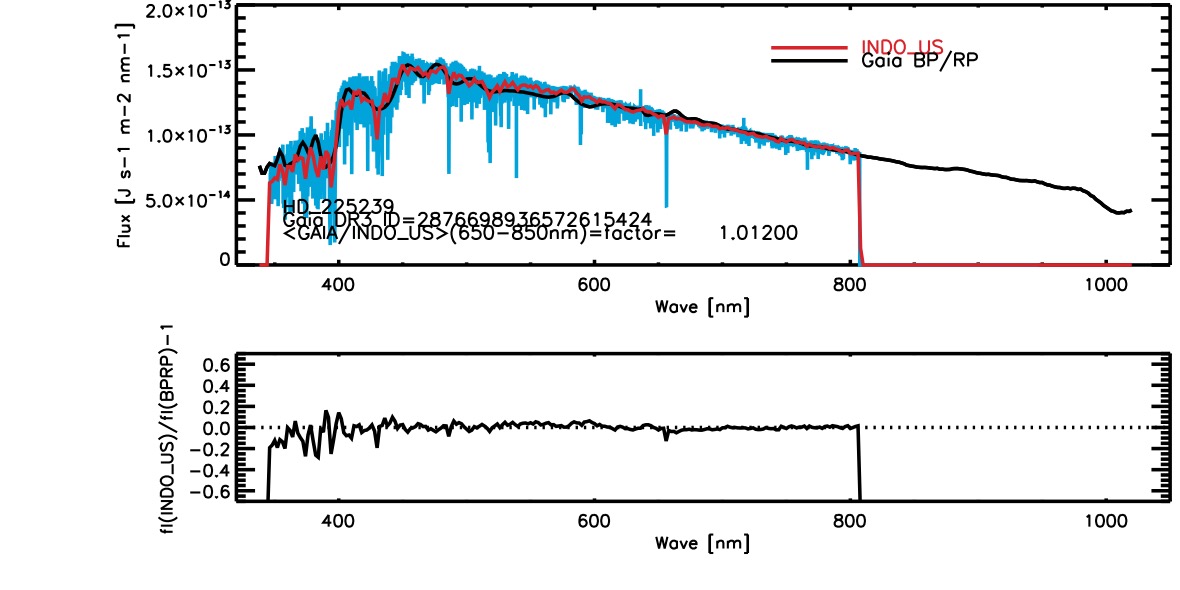 2.0×10−13
1.5×10−13
1.0×10−13
5.0×10−14
0
Flux [J s−1 m−2 nm−1]
INDO_US
Gaia BP/RP
HD_225239
Gaia DR3 ID=2876698936572615424
<GAIA/INDO_US>(650−850nm)=factor= 1.01200
400 600 800 1000
Wave [nm]
fl(INDO_US)/fl(BPRP)−1
0.6
0.4
0.2
0.0
−0.2
−0.4
−0.6
400 600 800 1000
Wave [nm]